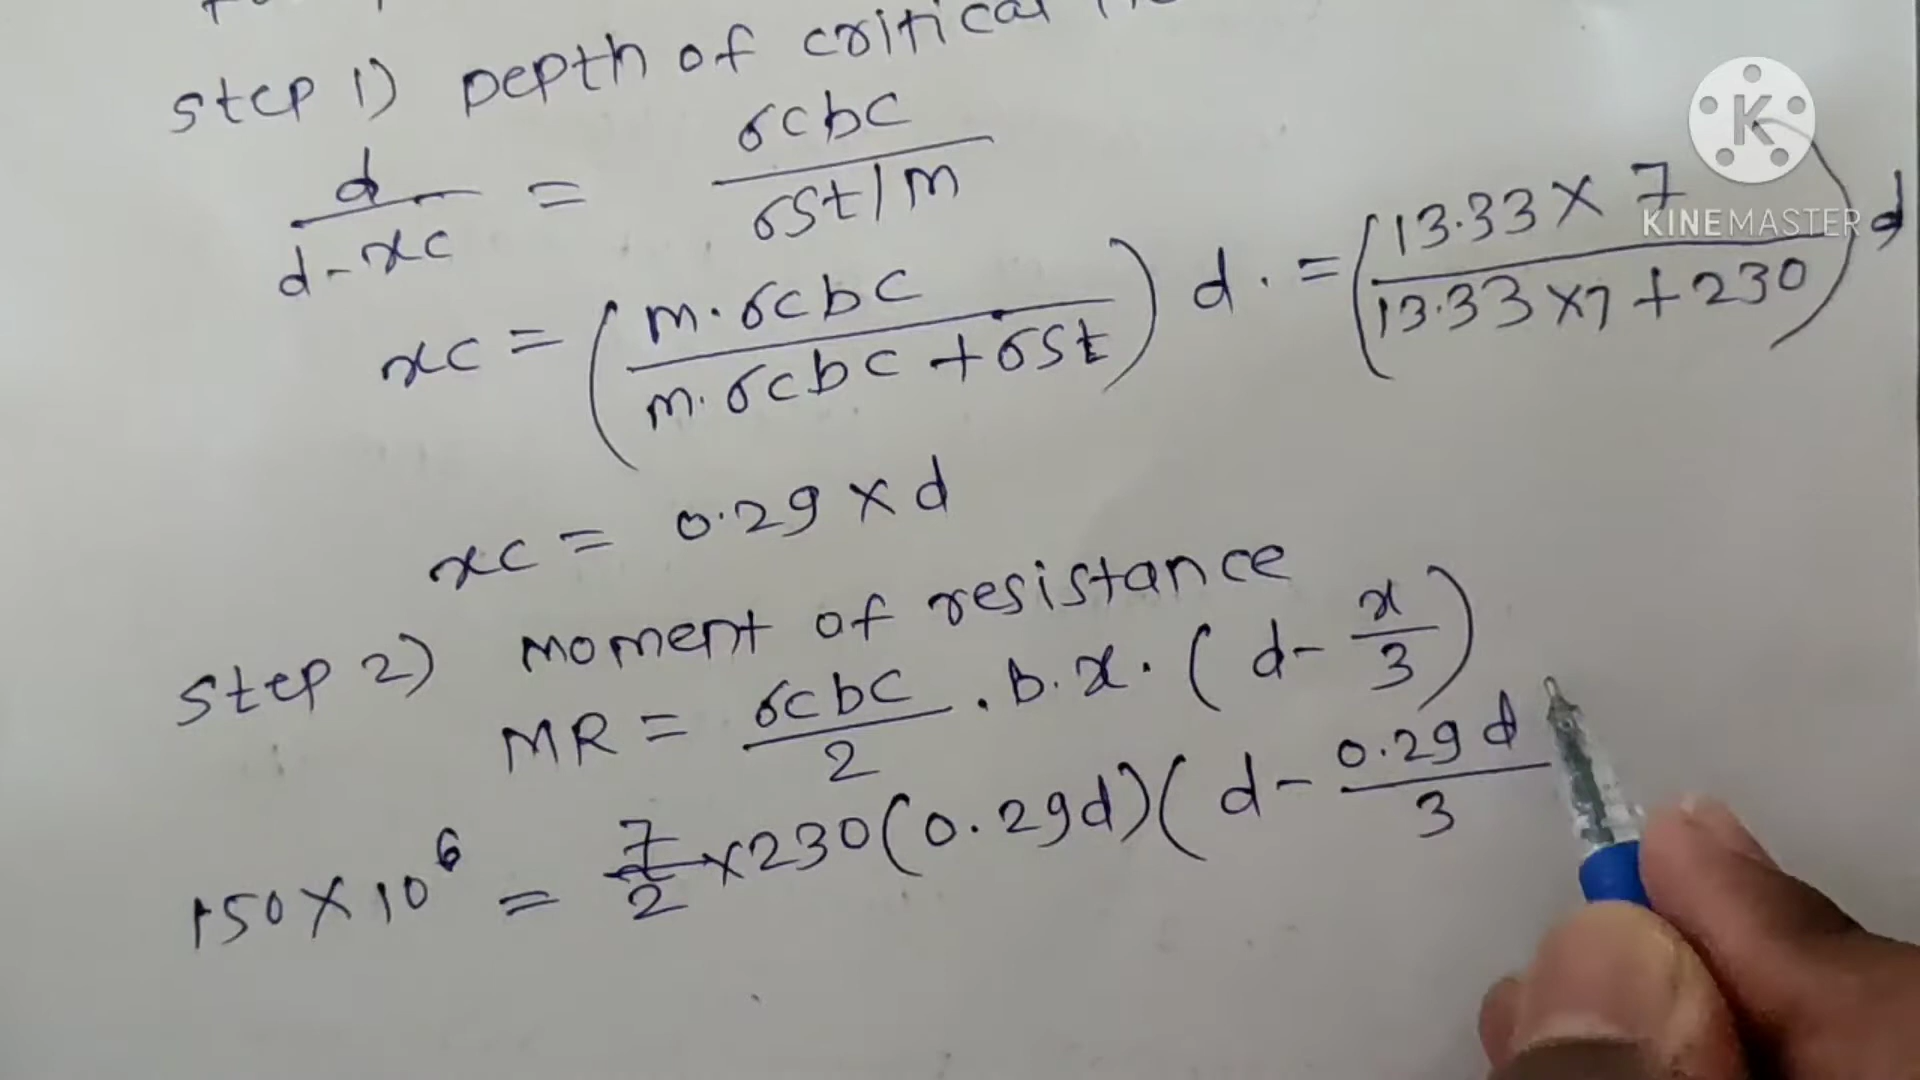 step 1) Depth of critical
d / d-xc = σcbc / σst/m
xc = (m.σcbc / m.σcbc + σst) d. = (13.33 × 7 / 13.33 ×7 + 230) d
xc = 0.29 × d
step 2) moment of resistance
MR = σcbc / 2 . b.x. (d - x/3)
150 × 10^6 = 7/2 ×230 (0.29d) (d - 0.29d / 3
K
KINEMASTER